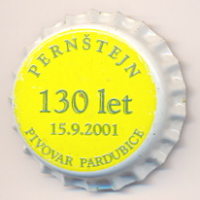 PERNŠTEJN
130 let
15.9.2001
PIVOVAR PARDUBICE